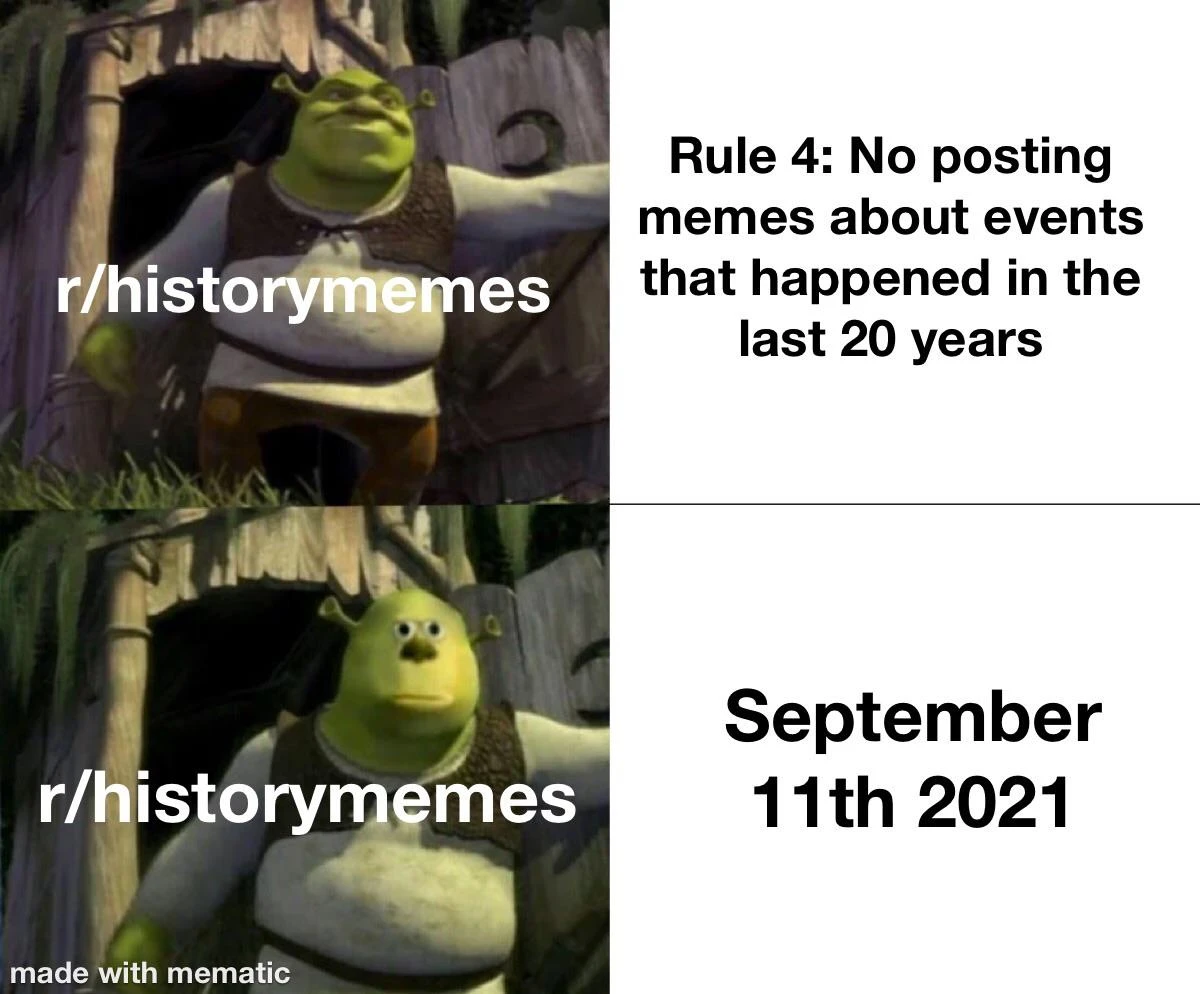 r/historymemes
Rule 4: No posting
memes about events
that happened in the
last 20 years
r/historymemes
September
11th 2021
made with mematic